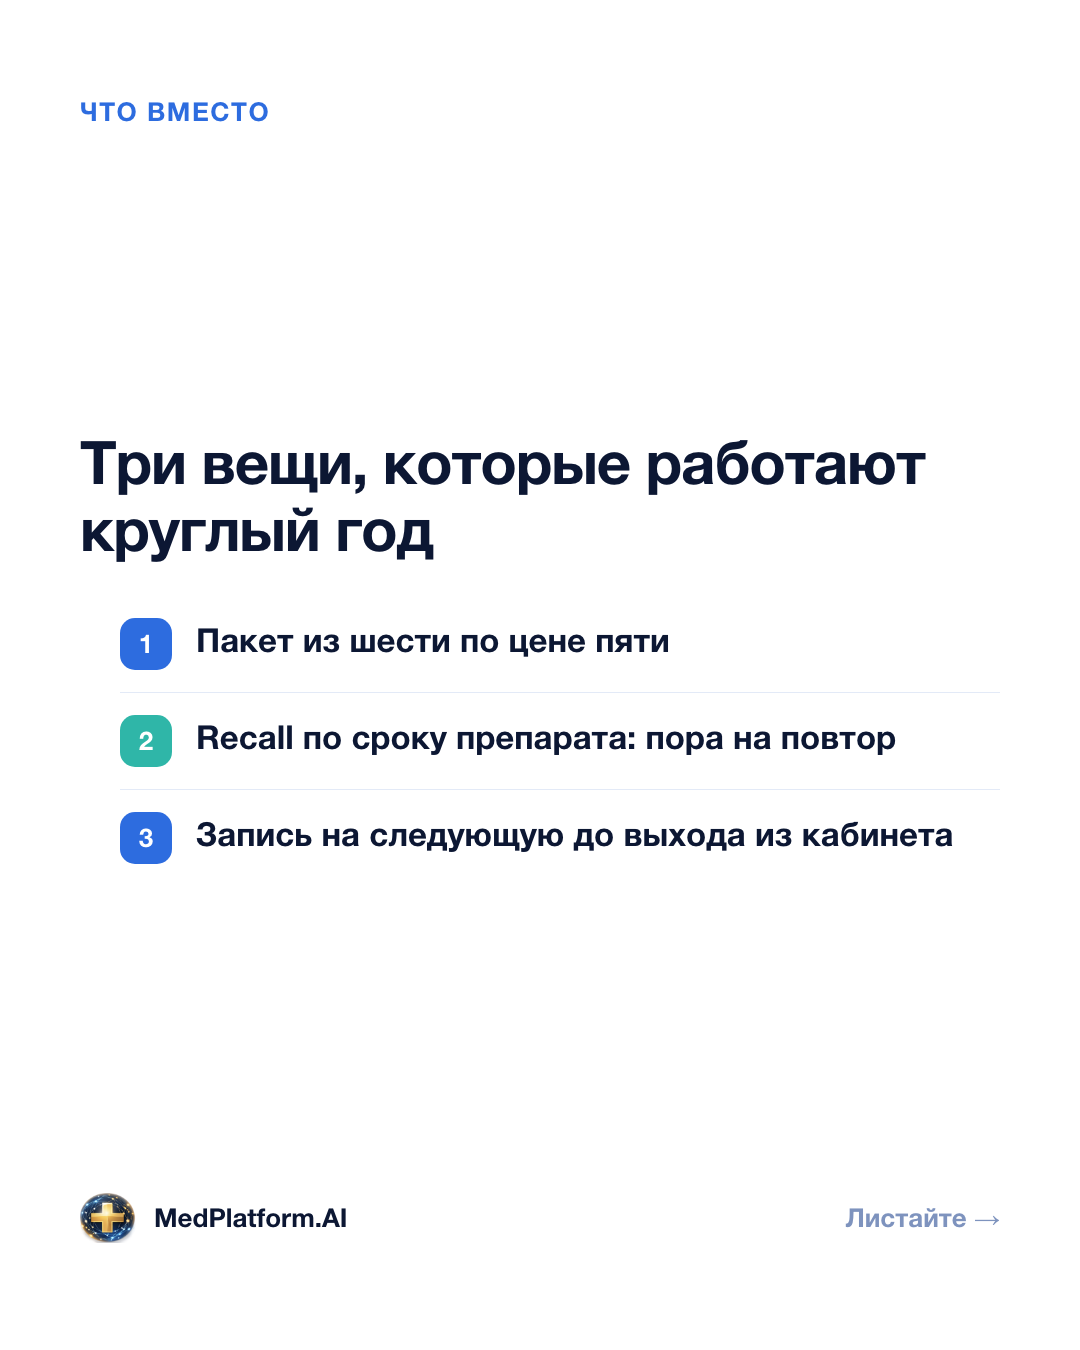 ЧТО ВМЕСТО
Три вещи, которые работают
круглый год
1 Пакет из шести по цене пяти
2 Recall по сроку препарата: пора на повтор
3 Запись на следующую до выхода из кабинета
MedPlatform.AI
Листайте →